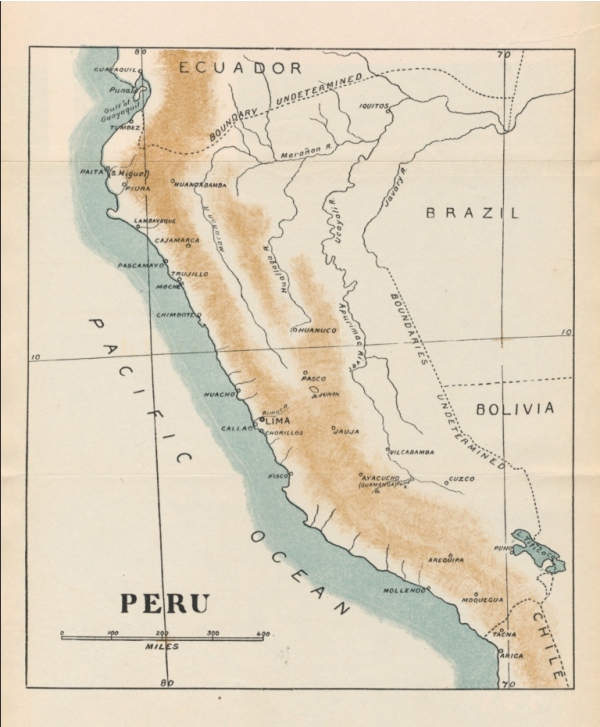 80
70
GUAYAQUIL
ECUADOR
Puna Is.
Gulf of
Guayaquil
BOUNDARY UNDETERMINED
IQUITOS
TUMBEZ
Marañon R.
PAITA
(S. Miguel)
PIURA
HUANCABAMBA
Javary R.
Ucayali R.
LAMBAYEQUE
Marañon R.
BRAZIL
CAJAMARCA
Huallaga R.
PASCAMAYO
TRUJILLO
MOCHE
CHIMBOTE
HUANUCO
Apurimac River
BOUNDARIES UNDETERMINED
10
10
PACIFIC OCEAN
PASCO
HUACHO
JUNIN
BOLIVIA
Rimac R.
LIMA
CALLAO
CHORILLOS
JAUJA
VILCABAMBA
PISCO
AYACUCHO
(GUAMANGA)
CUZCO
L. Titicaca
PUNO
AREQUIPA
MOLLENDO
MOQUEGUA
PERU
CHILE
TACNA
0 100 200 300 400
MILES
ARICA
80
70